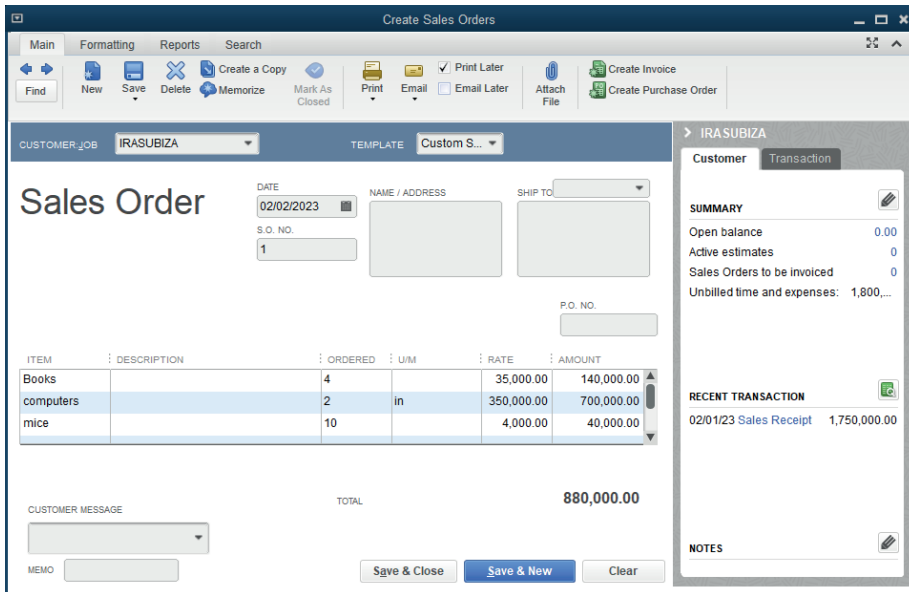 Create Sales Orders
Main Formatting Reports Search
Find
New
Save
Delete
Create a Copy
Memorize
Mark As
Closed
Print
Email
Print Later
Email Later
Attach
File
Create Invoice
Create Purchase Order
CUSTOMER:JOB IRASUBIZA TEMPLATE Custom S...
Sales Order
DATE
02/02/2023
S.O. NO.
1
NAME / ADDRESS
SHIP TO
P.O. NO.
ITEM DESCRIPTION ORDERED U/M RATE AMOUNT
Books 4 35,000.00 140,000.00
computers 2 in 350,000.00 700,000.00
mice 10 4,000.00 40,000.00
TOTAL 880,000.00
CUSTOMER MESSAGE
MEMO
Save & Close Save & New Clear
IRASUBIZA
Customer Transaction
SUMMARY
Open balance 0.00
Active estimates 0
Sales Orders to be invoiced 0
Unbilled time and expenses: 1,800,...
RECENT TRANSACTION
02/01/23 Sales Receipt 1,750,000.00
NOTES